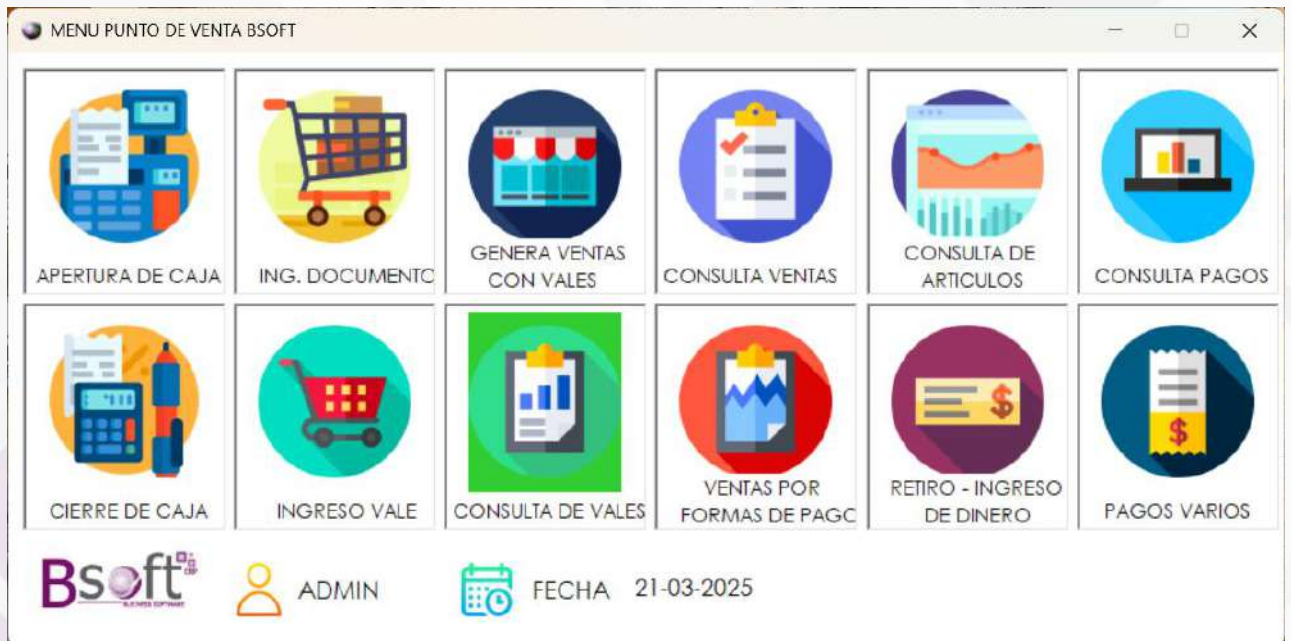 MENU PUNTO DE VENTA BSOFT
APERTURA DE CAJA
ING. DOCUMENTO
GENERA VENTAS
CON VALES
CONSULTA VENTAS
CONSULTA DE
ARTICULOS
CONSULTA PAGOS
CIERRE DE CAJA
INGRESO VALE
CONSULTA DE VALES
VENTAS POR
FORMAS DE PAGO
RETIRO - INGRESO
DE DINERO
PAGOS VARIOS
Bsoft
BUSINESS SOFTWARE
ADMIN
FECHA 21-03-2025